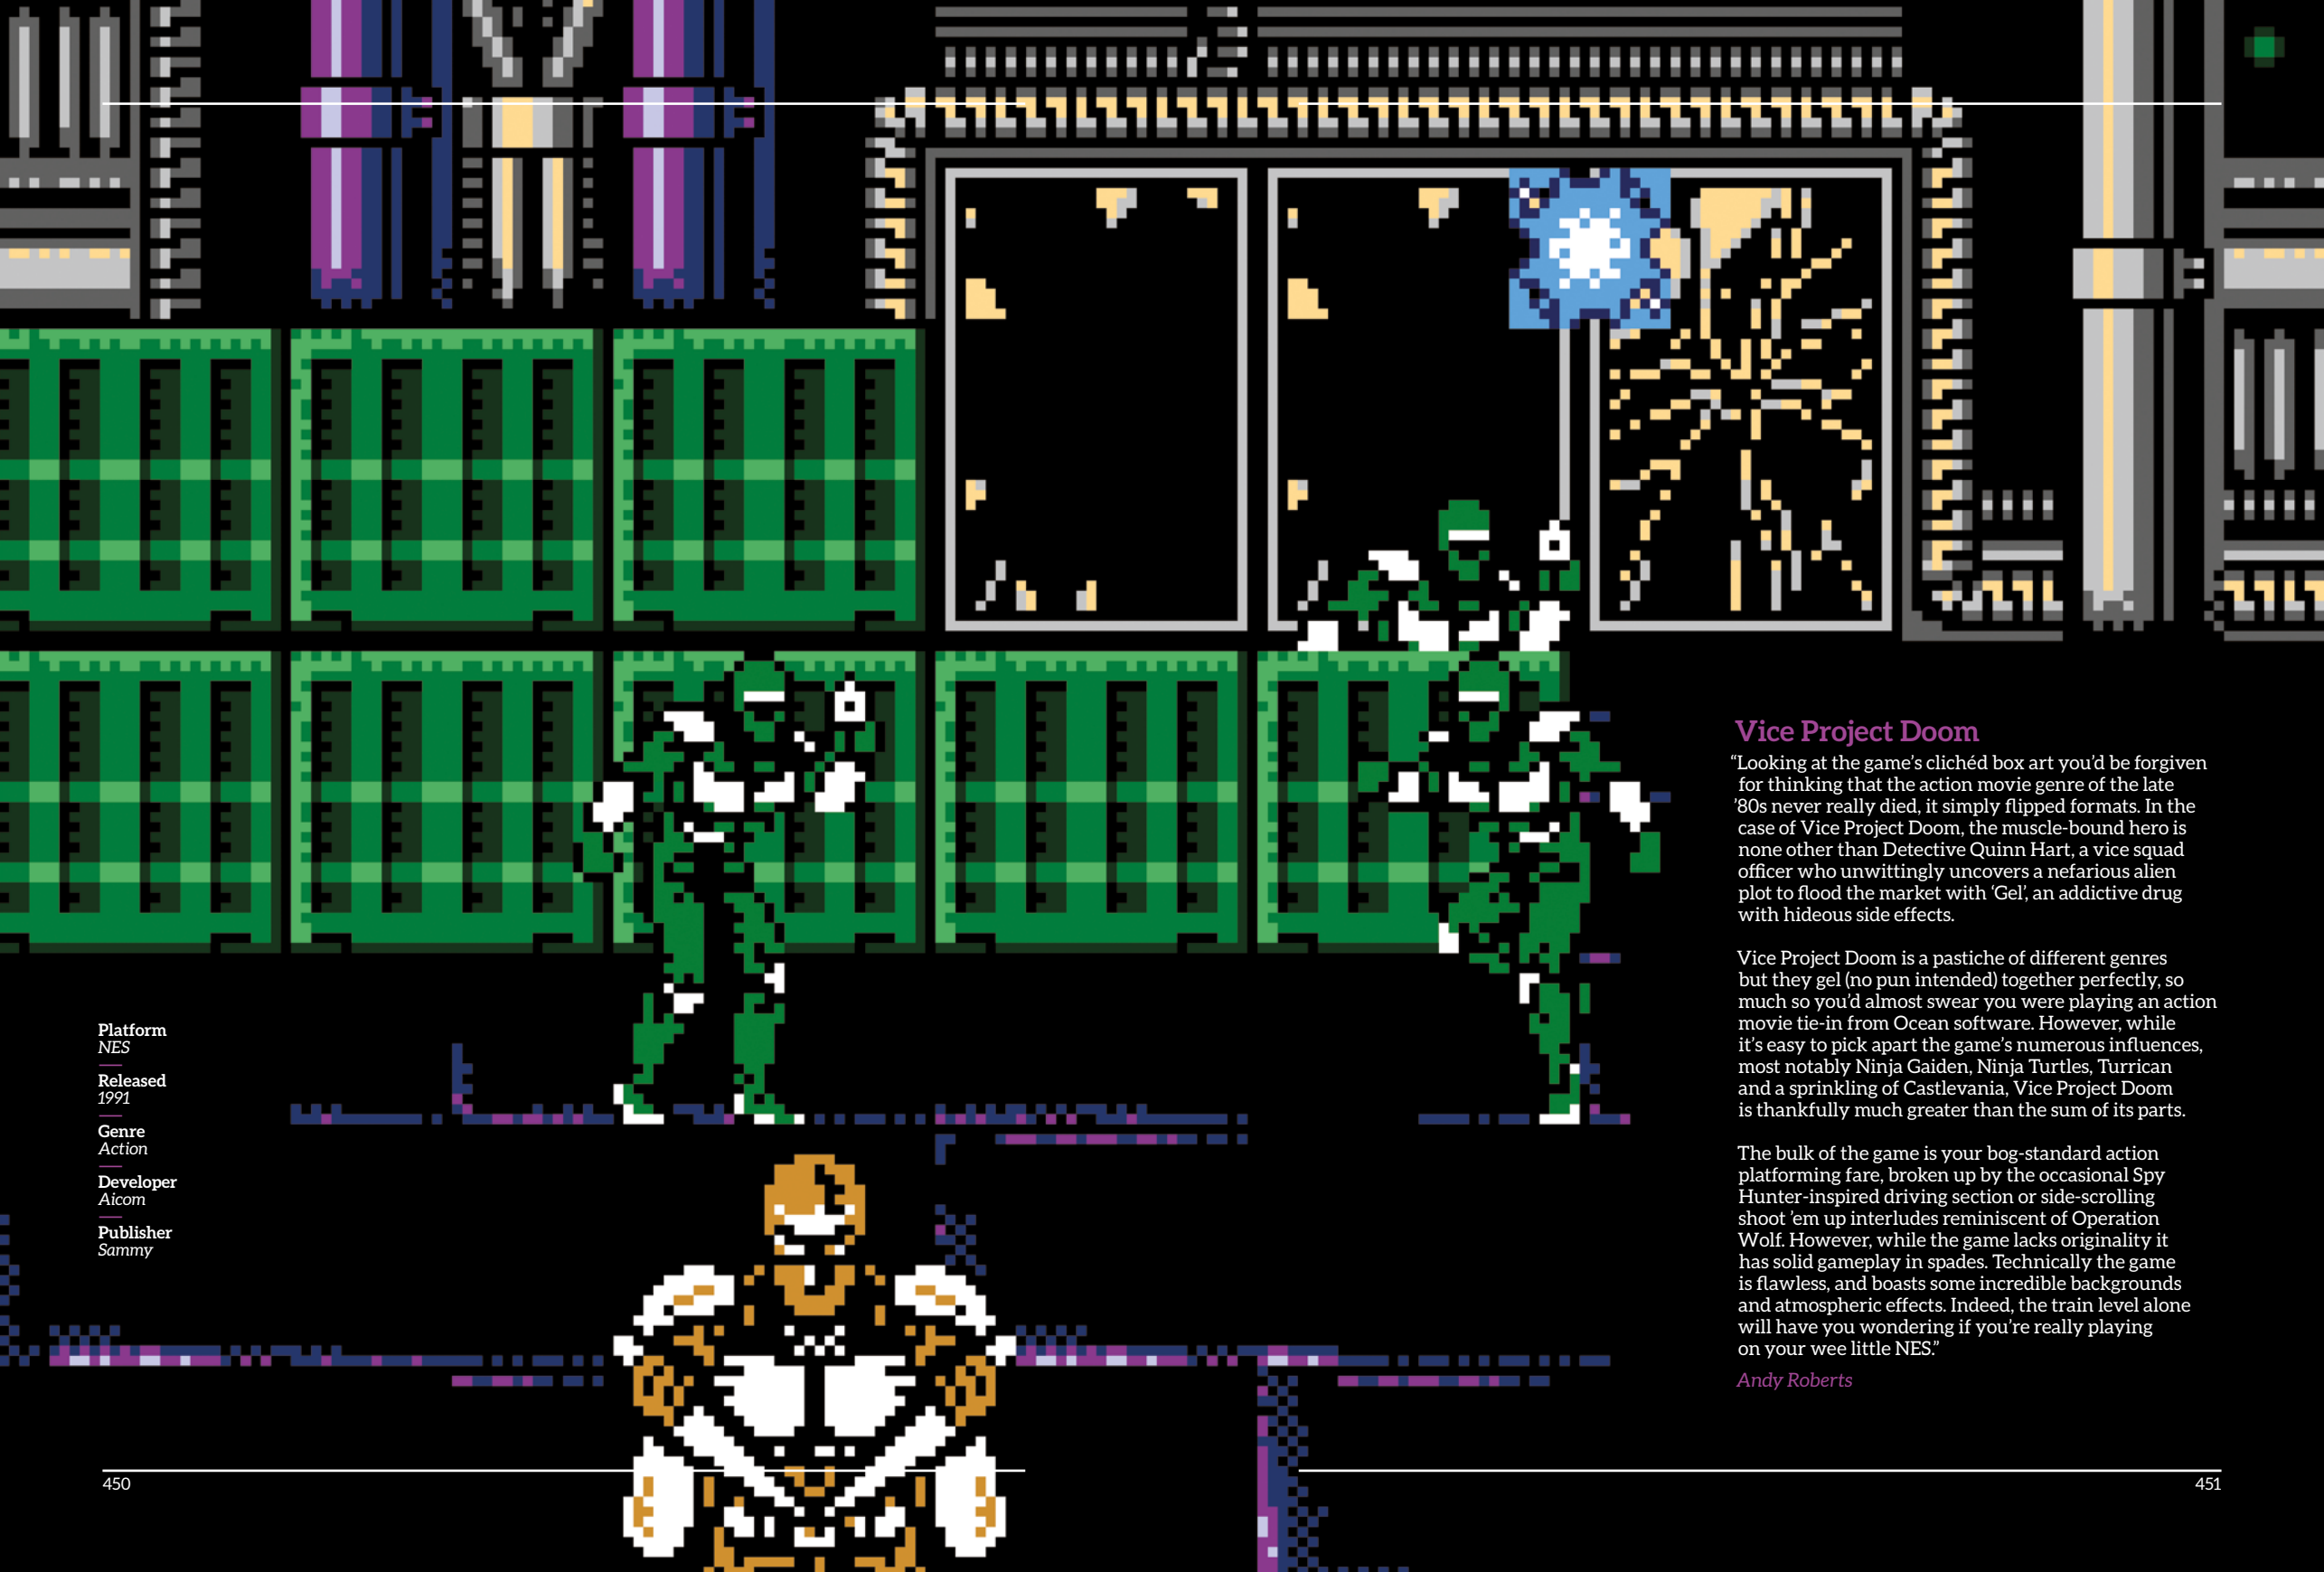 Platform
NES
Released
1991
Genre
Action
Developer
Aicom
Publisher
Sammy
450
Vice Project Doom
“Looking at the game’s clichéd box art you’d be forgiven
for thinking that the action movie genre of the late
’80s never really died, it simply flipped formats. In the
case of Vice Project Doom, the muscle-bound hero is
none other than Detective Quinn Hart, a vice squad
officer who unwittingly uncovers a nefarious alien
plot to flood the market with ‘Gel’, an addictive drug
with hideous side effects.
Vice Project Doom is a pastiche of different genres
but they gel (no pun intended) together perfectly, so
much so you’d almost swear you were playing an action
movie tie-in from Ocean software. However, while
it’s easy to pick apart the game’s numerous influences,
most notably Ninja Gaiden, Ninja Turtles, Turrican
and a sprinkling of Castlevania, Vice Project Doom
is thankfully much greater than the sum of its parts.
The bulk of the game is your bog-standard action
platforming fare, broken up by the occasional Spy
Hunter-inspired driving section or side-scrolling
shoot ’em up interludes reminiscent of Operation
Wolf. However, while the game lacks originality it
has solid gameplay in spades. Technically the game
is flawless, and boasts some incredible backgrounds
and atmospheric effects. Indeed, the train level alone
will have you wondering if you’re really playing
on your wee little NES.”
Andy Roberts
451